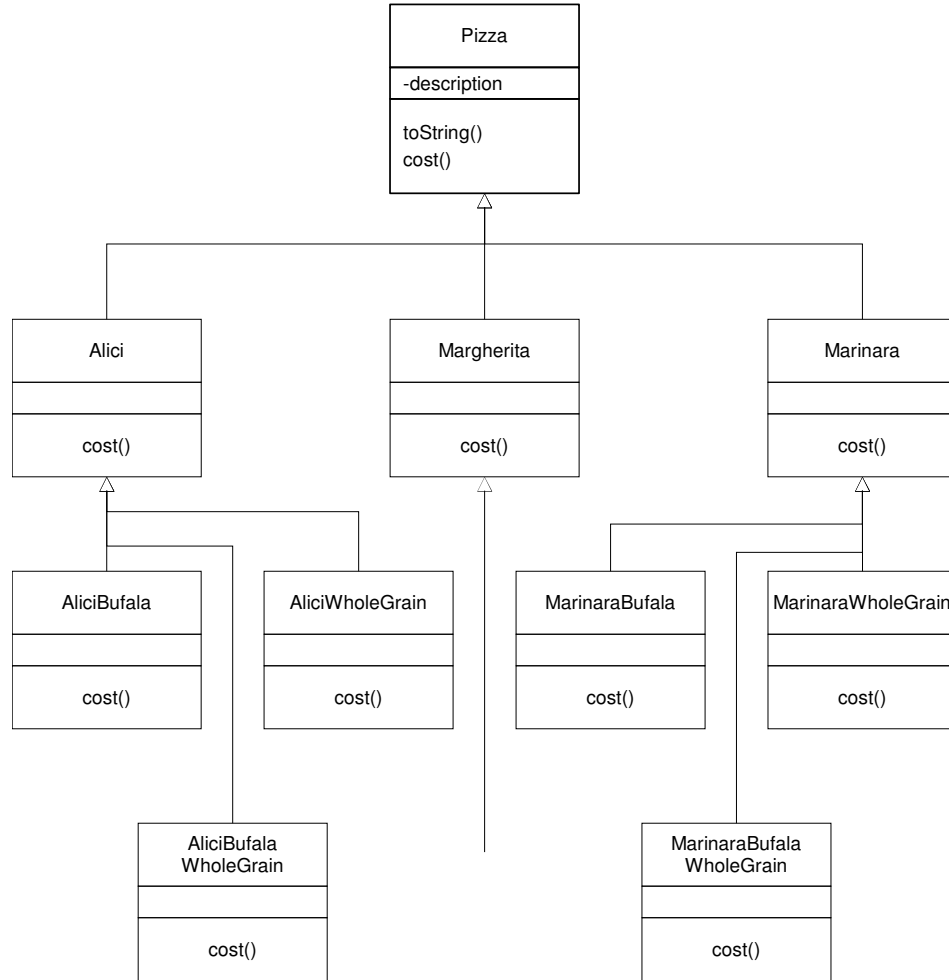 Pizza
-description
toString()
cost()
Alici
cost()
Margherita
cost()
Marinara
cost()
AliciBufala
cost()
AliciWholeGrain
cost()
MarinaraBufala
cost()
MarinaraWholeGrain
cost()
AliciBufala
WholeGrain
cost()
MarinaraBufala
WholeGrain
cost()